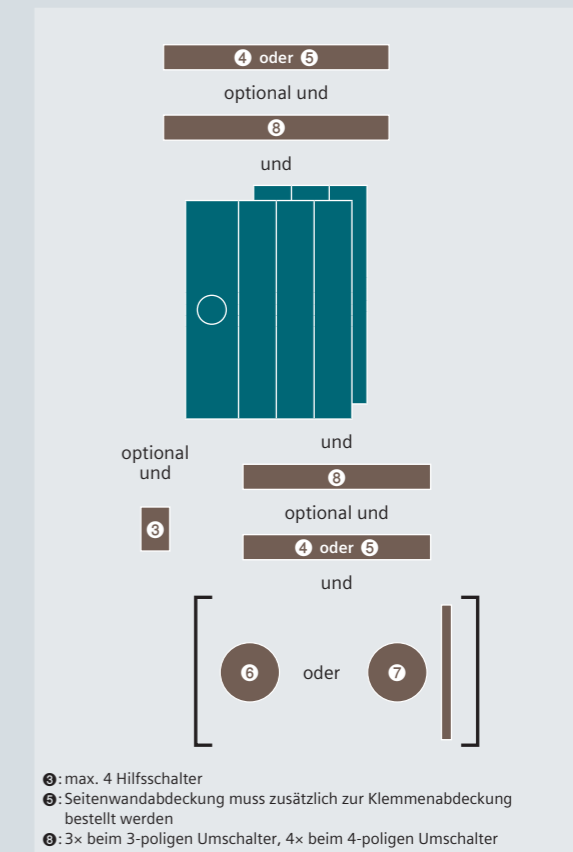 ❹ oder ❺
optional und
❽
und
optional
und
❸
und
❽
optional und
❹ oder ❺
und
❻ oder ❼
❸: max. 4 Hilfsschalter
❺: Seitenwandabdeckung muss zusätzlich zur Klemmenabdeckung
bestellt werden
❽: 3× beim 3-poligen Umschalter, 4× beim 4-poligen Umschalter